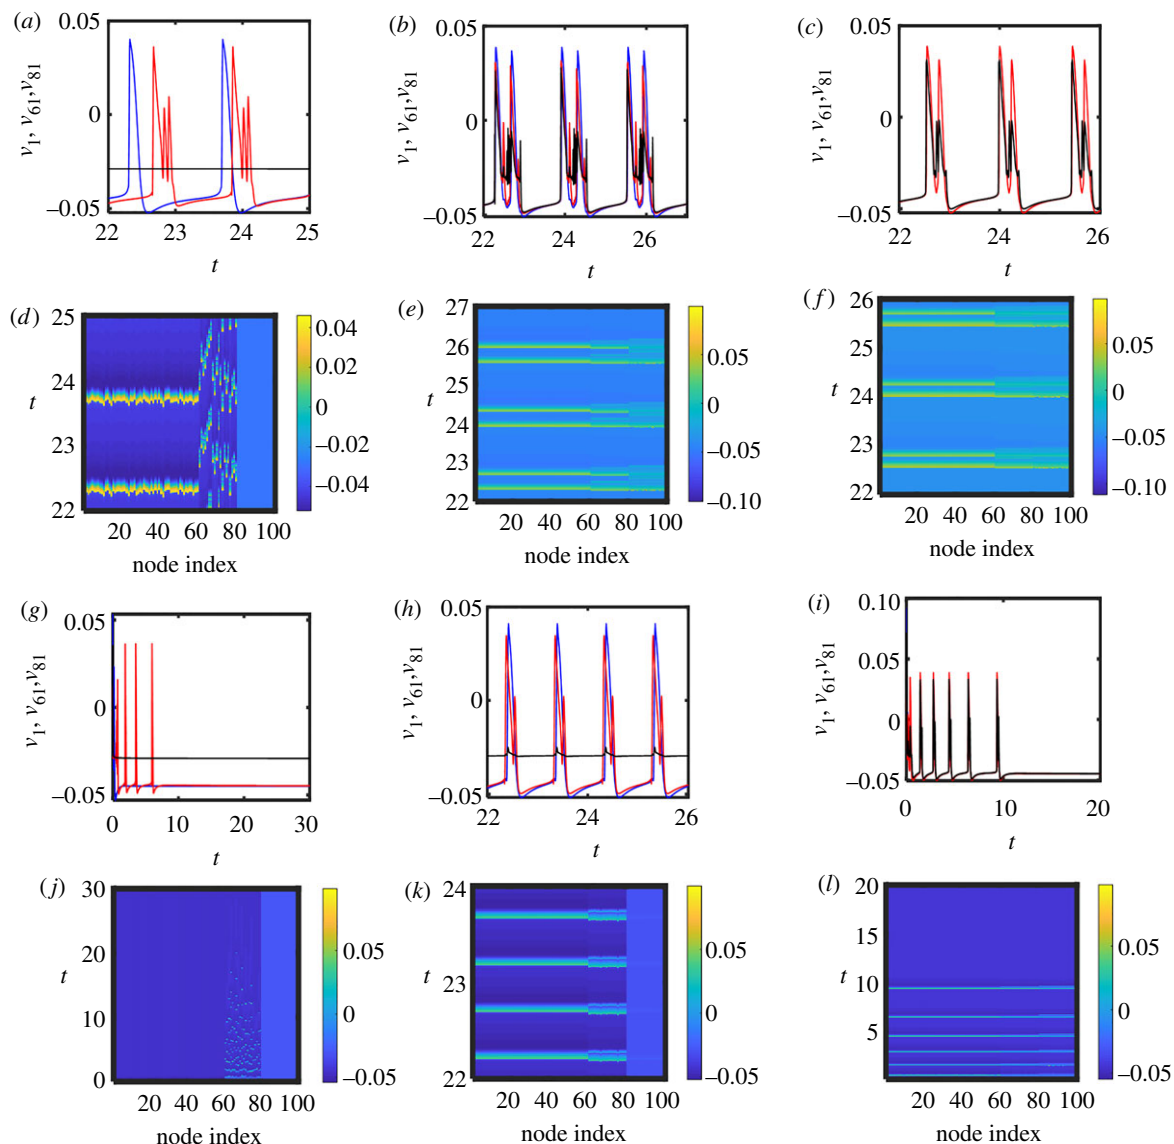 (a)
0.05
0
–0.05
v1, v61,v81
22 23 24 25
t
(b)
0.05
0
–0.05
v1, v61,v81
22 24 26
t
(c)
0.05
0
–0.05
v1, v61,v81
22 24 26
t
(d)
25
24
t
23
22
20 40 60 80 100
node index
0.04
0.02
0
–0.02
–0.04
(e)
27
26
25
t
24
23
22
20 40 60 80 100
node index
0.05
0
–0.05
–0.10
(f)
26
25
t
24
23
22
20 40 60 80 100
node index
0.05
0
–0.05
–0.10
(g)
0.05
0
–0.05
v1, v61,v81
0 10 20 30
t
(h)
0.05
0
–0.05
v1, v61,v81
22 24 26
t
(i)
0.10
0.05
0
–0.05
v1, v61,v81
0 10 20
t
(j)
30
20
t
10
0
20 40 60 80 100
node index
0.05
0
–0.05
(k)
24
t
23
22
20 40 60 80 100
node index
0.05
0
–0.05
(l)
20
15
t
10
5
20 40 60 80 100
node index
0.05
0
–0.05